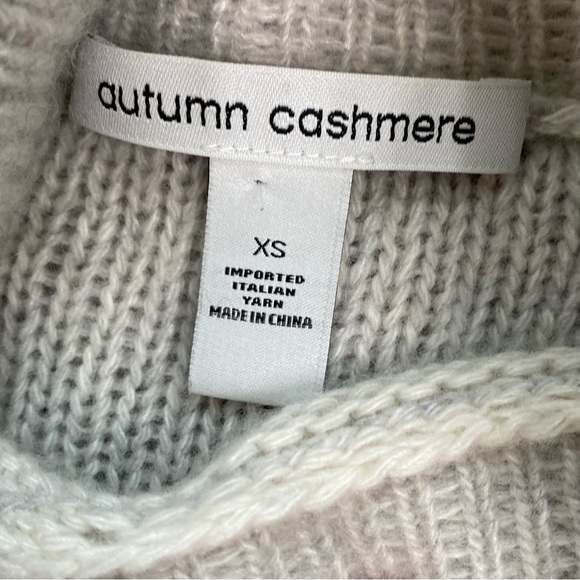 autumn cashmere
XS
IMPORTED
ITALIAN
YARN
MADE IN CHINA